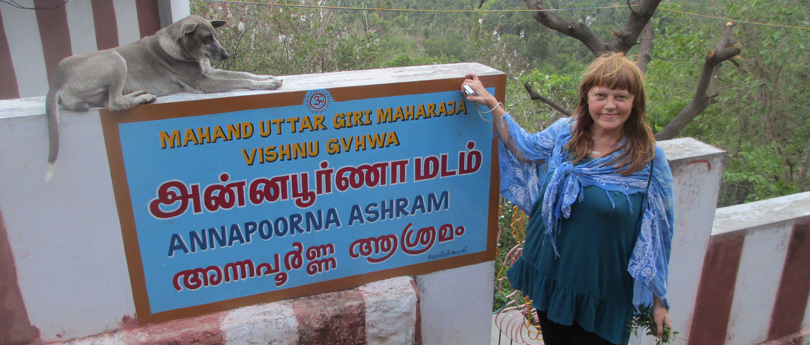 ॐ
MAHAND UTTAR GIRI MAHARAJA
VISHNU GVHWA
அன்னபூர்ணா மடம்
ANNAPOORNA ASHRAM
അന്നപൂർണ്ണ ആശ്രമം